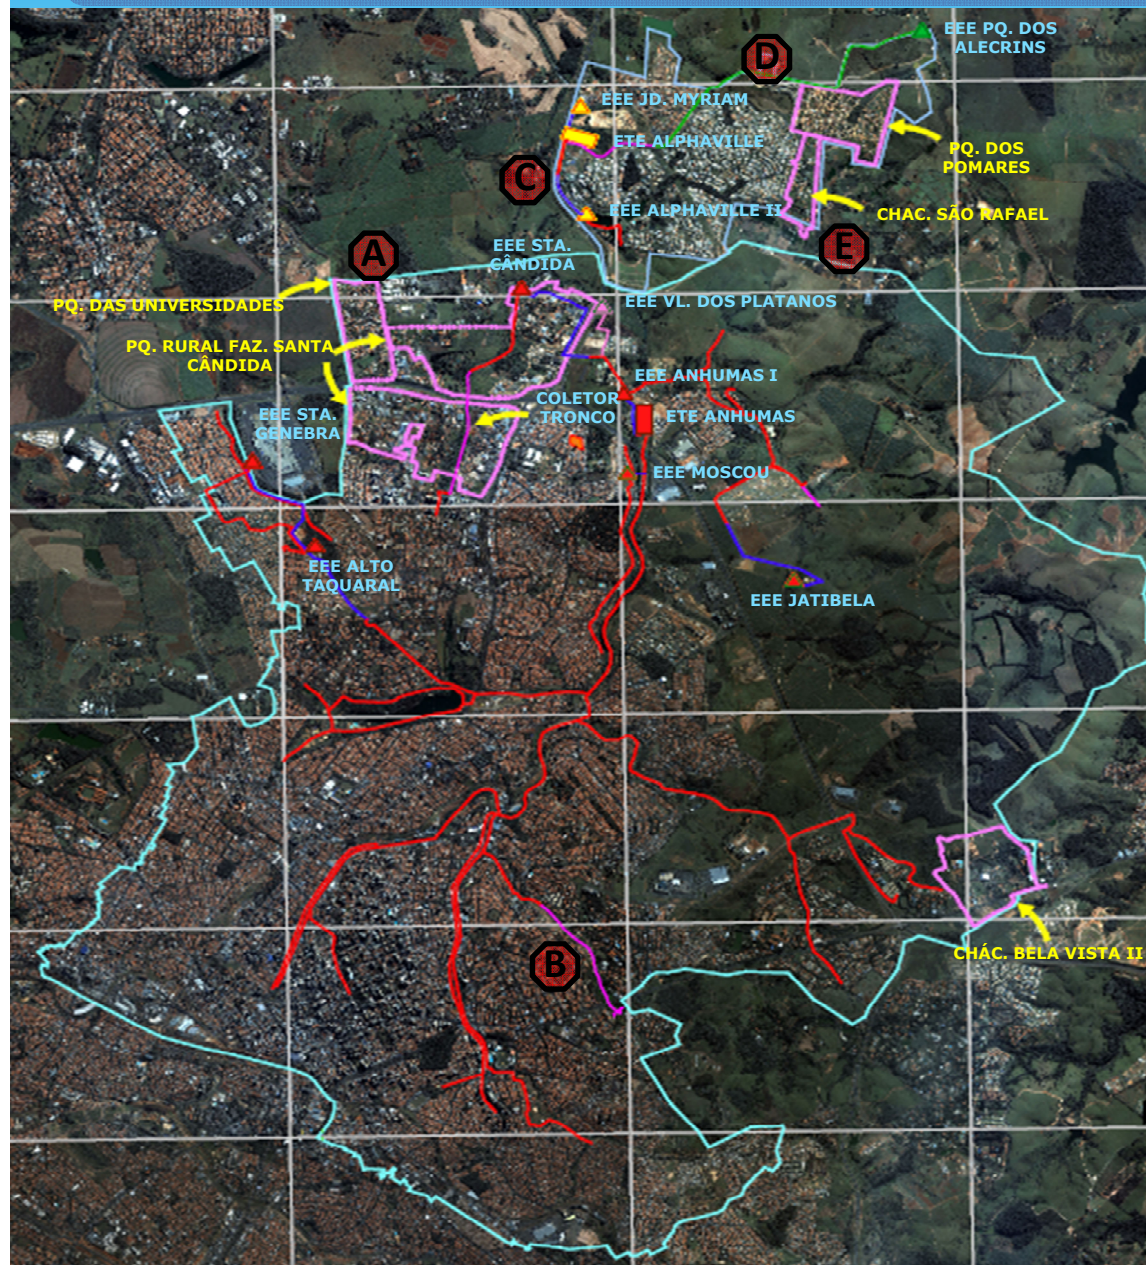 EEE PQ. DOS
ALECRINS
D
EEE JD. MYRIAM
ETE ALPHAVILLE
PQ. DOS
POMARES
C
EEE ALPHAVILLE II
CHAC. SÃO RAFAEL
A
EEE STA.
CÂNDIDA
E
PQ. DAS UNIVERSIDADES
EEE VL. DOS PLATANOS
PQ. RURAL FAZ. SANTA
CÂNDIDA
EEE ANHUMAS I
EEE STA.
GENEBRA
COLETOR
TRONCO
ETE ANHUMAS
EEE MOSCOU
EEE ALTO
TAQUARAL
EEE JATIBELA
CHÁC. BELA VISTA II
B